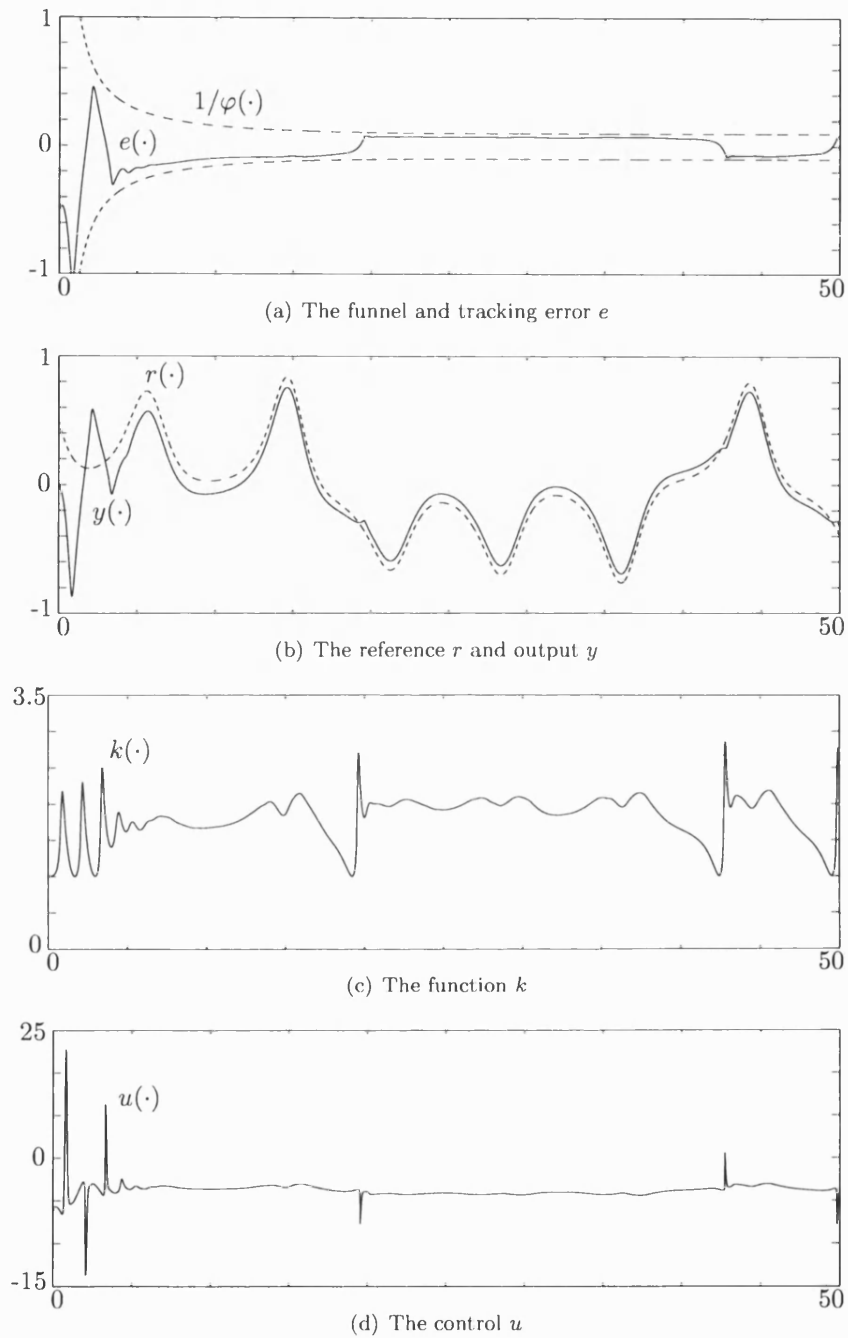 1
1/φ(·)
e(·)
0
-1
0 50
(a) The funnel and tracking error e
1
r(·)
0
y(·)
-1
0 50
(b) The reference r and output y
3.5
k(·)
0
0 50
(c) The function k
25
u(·)
0
-15
0 50
(d) The control u